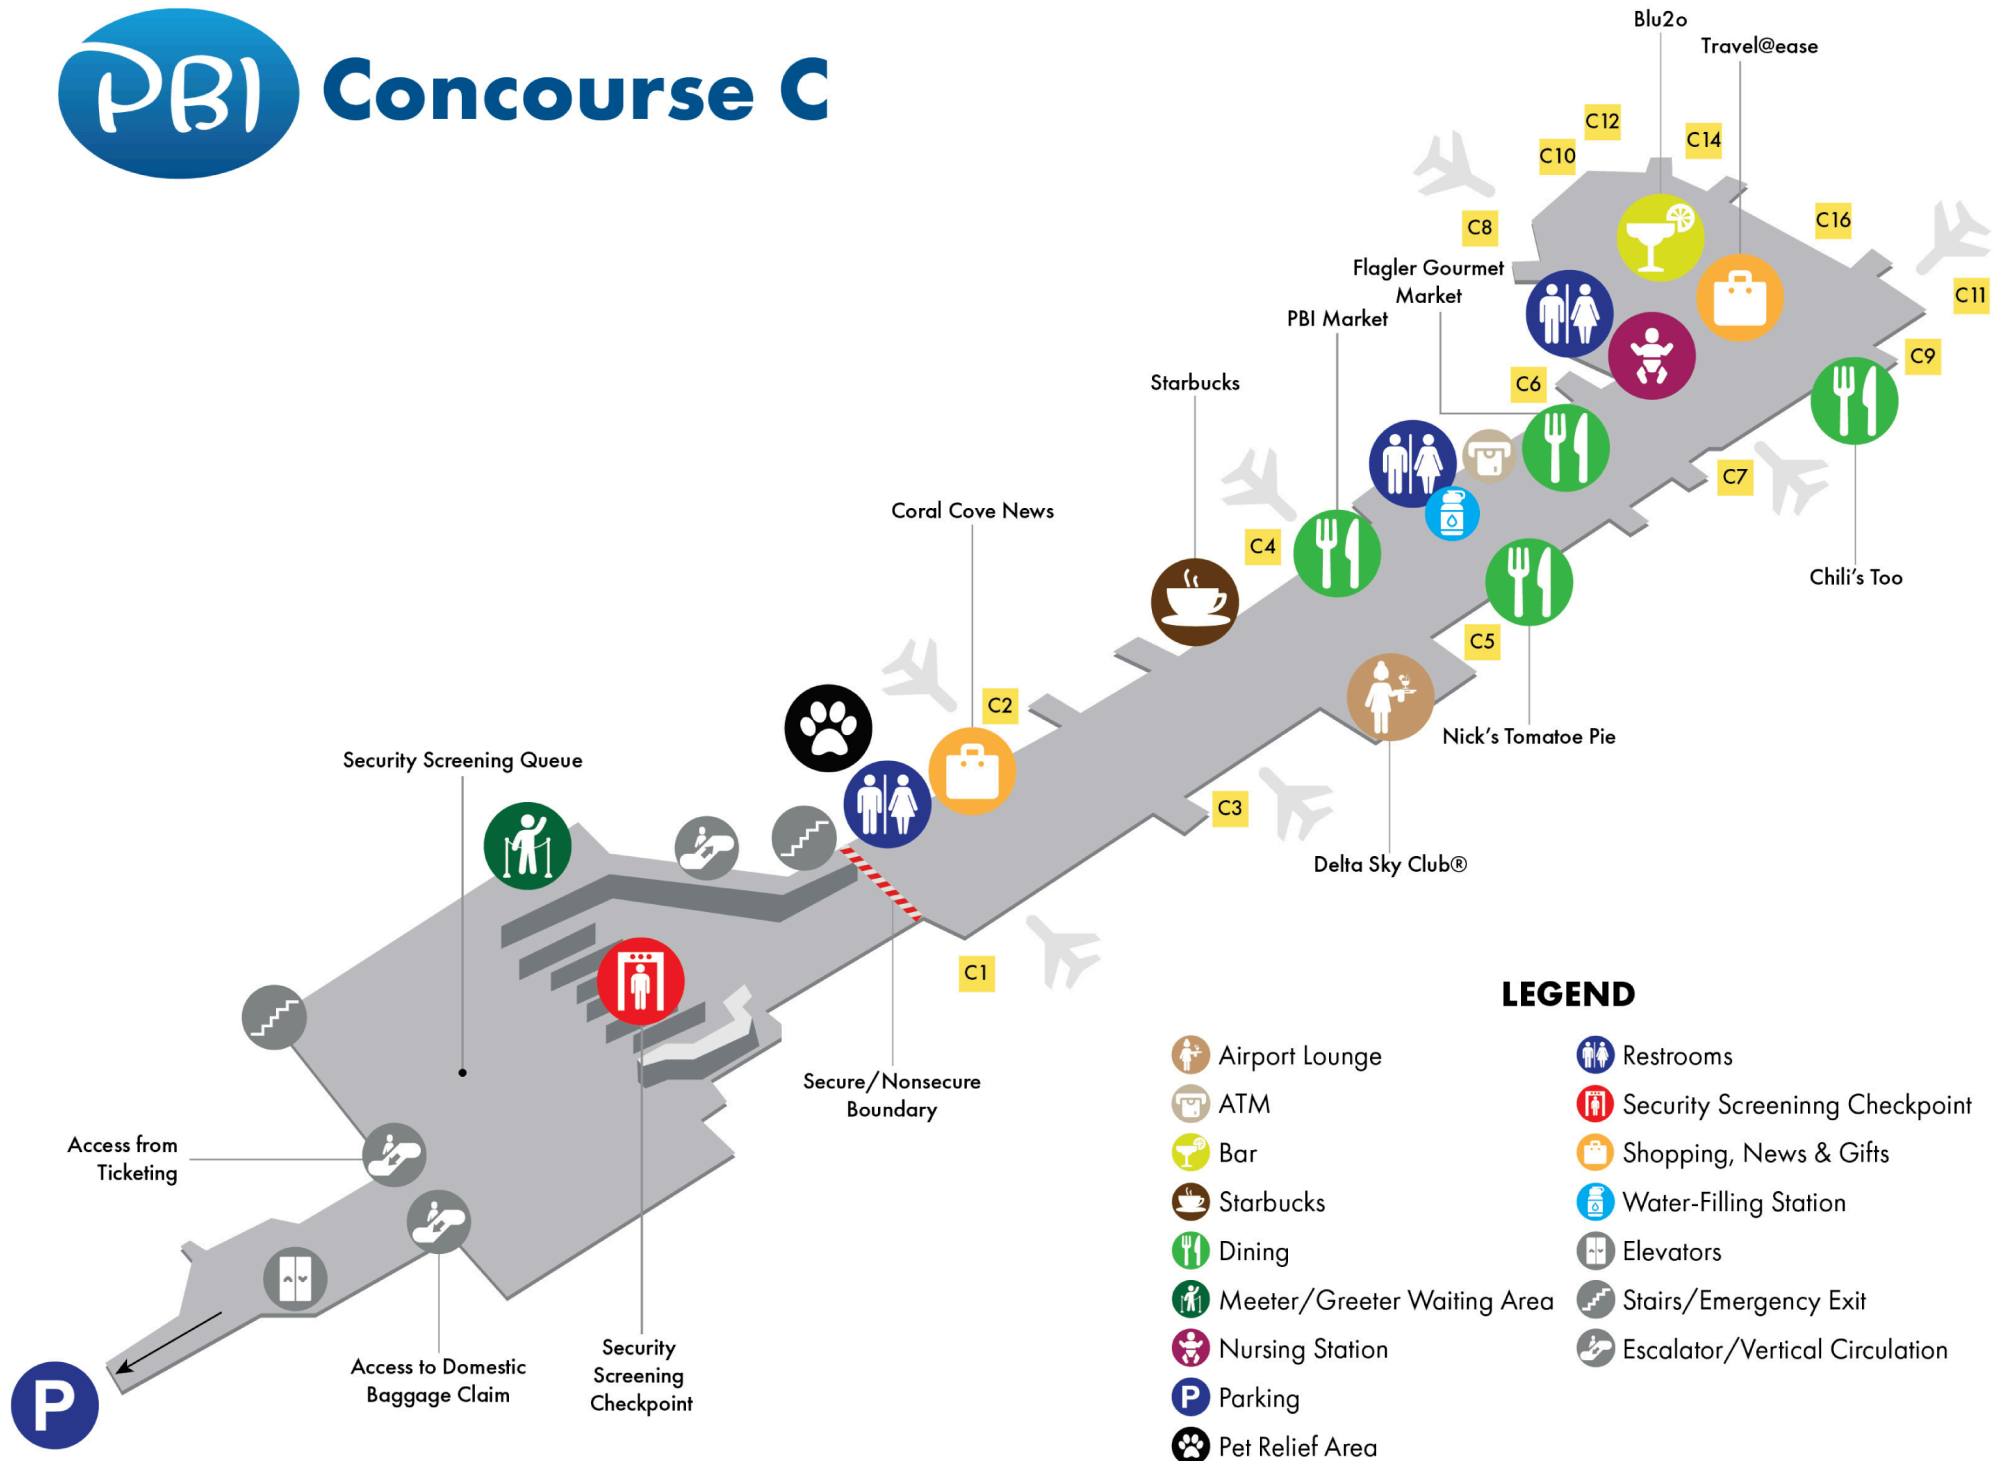 PBI Concourse C
Blu2o
Travel@ease
C12
C14
C10
C16
C8
Flagler Gourmet
Market
C11
PBI Market
C9
C6
Starbucks
C7
Coral Cove News
C4
Chili's Too
C5
C2
Nick's Tomatoe Pie
Security Screening Queue
C3
Delta Sky Club®
C1
Secure/Nonsecure
Boundary
Access from
Ticketing
Access to Domestic
Baggage Claim
Security
Screening
Checkpoint
P
LEGEND
Airport Lounge
ATM
Bar
Starbucks
Dining
Meeter/Greeter Waiting Area
Nursing Station
P Parking
Pet Relief Area
Restrooms
Security Screeninng Checkpoint
Shopping, News & Gifts
Water-Filling Station
Elevators
Stairs/Emergency Exit
Escalator/Vertical Circulation